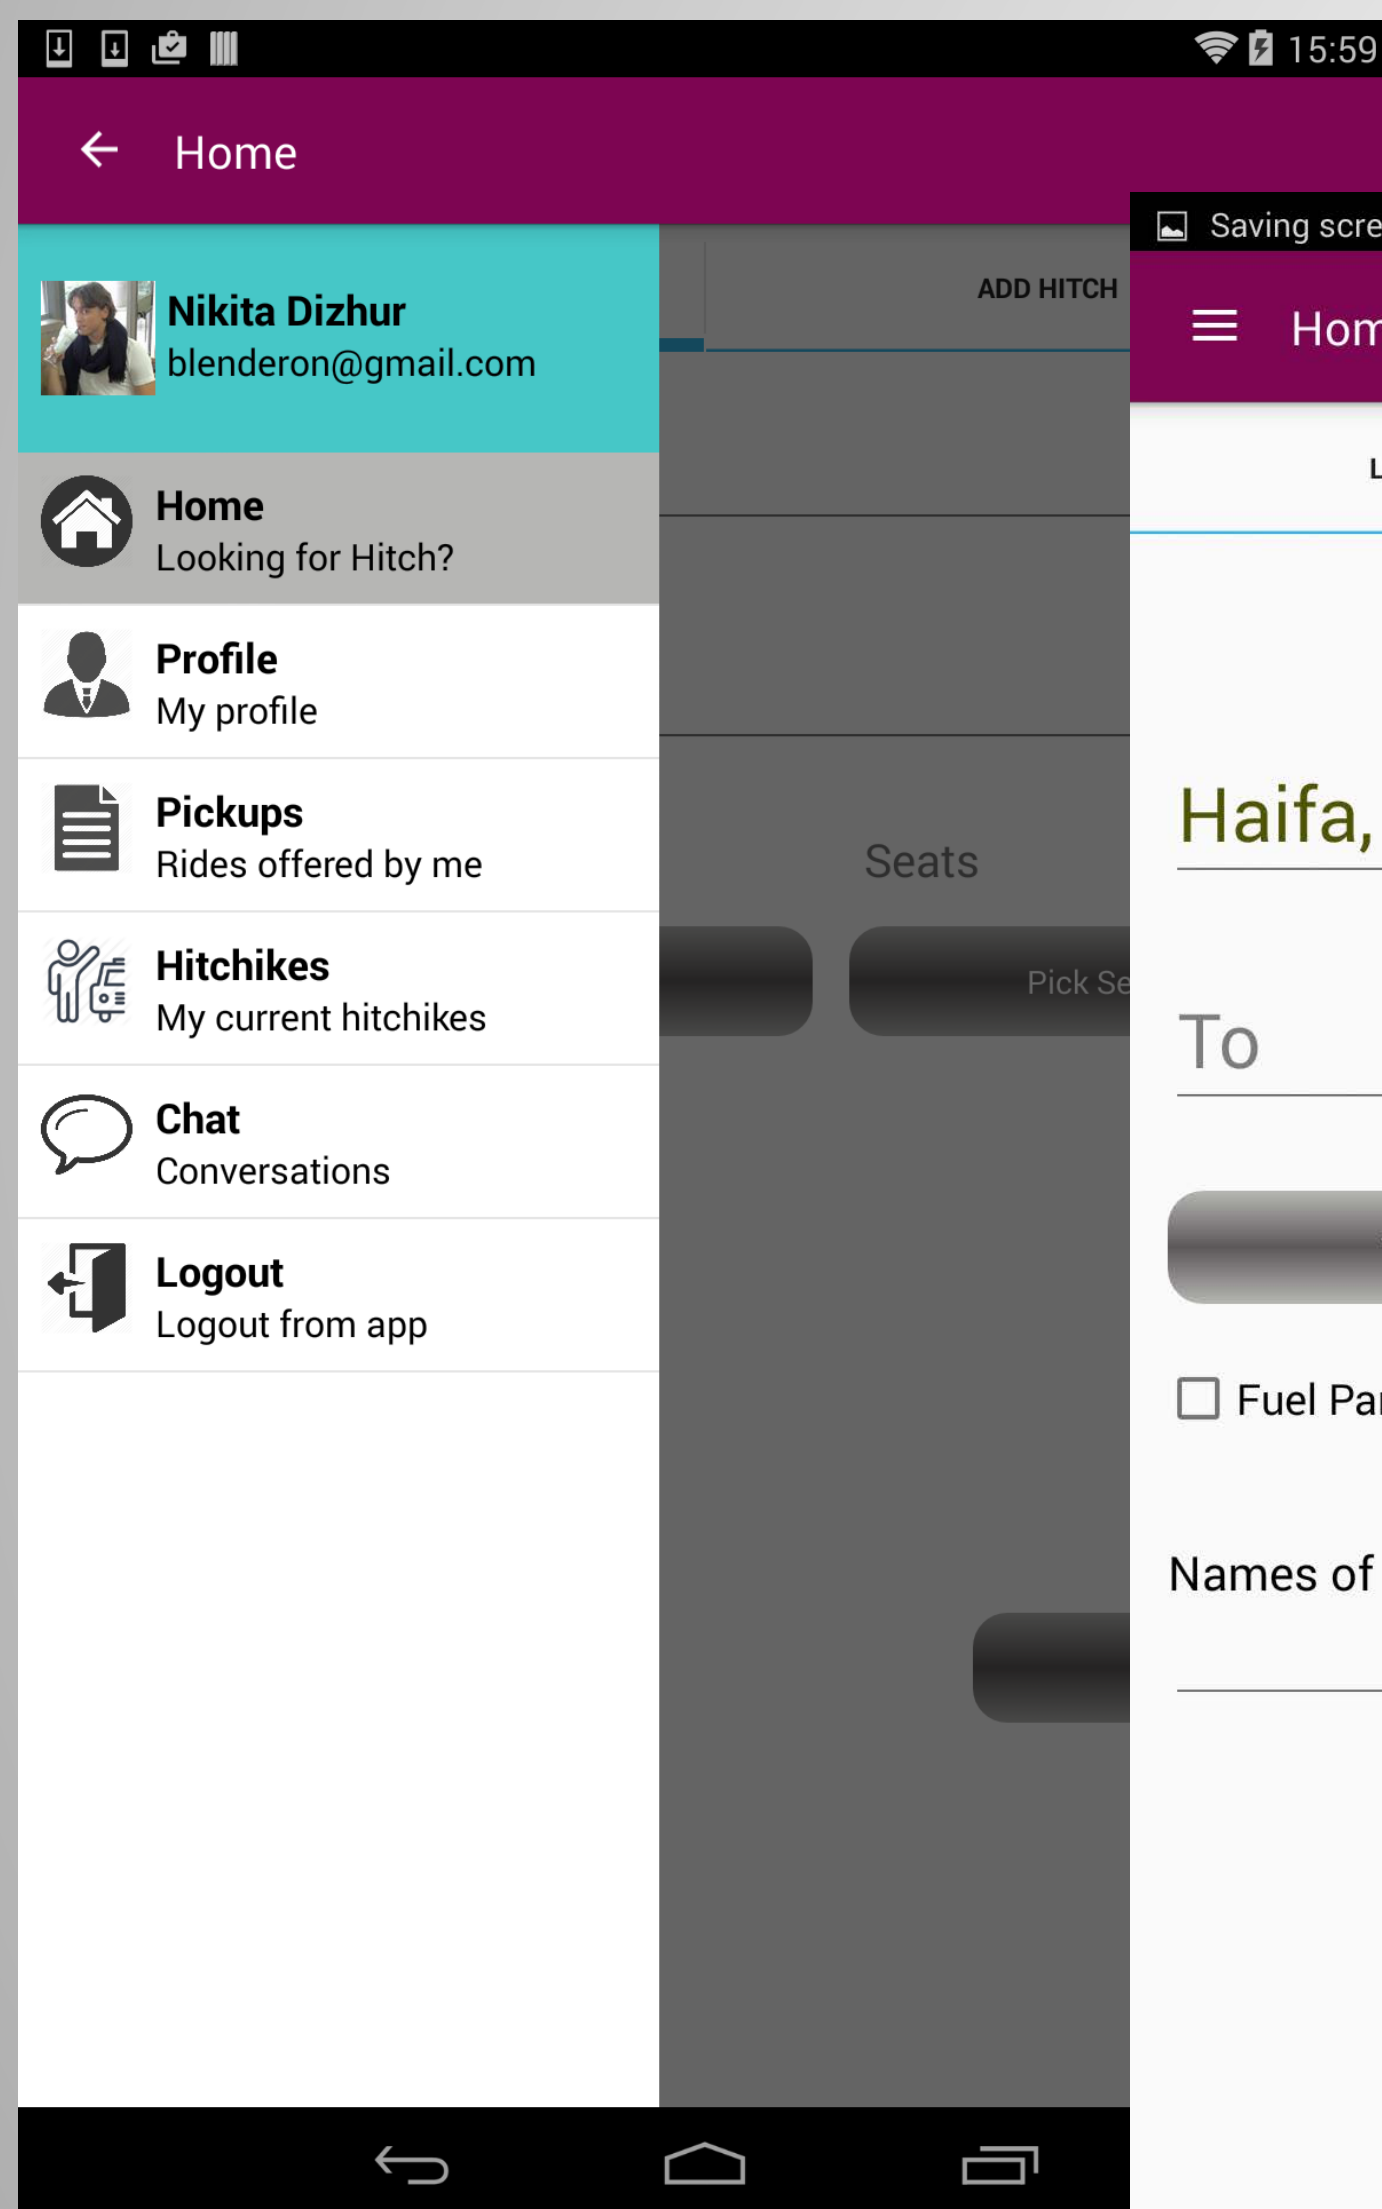 15:59
Home
Nikita Dizhur
blenderon@gmail.com
Home
Looking for Hitch?
Profile
My profile
Pickups
Rides offered by me
Hitchikes
My current hitchikes
Chat
Conversations
Logout
Logout from app
ADD HITCH
Seats
Pick Se
Saving scre
Hom
L
Haifa,
To
Fuel Par
Names of